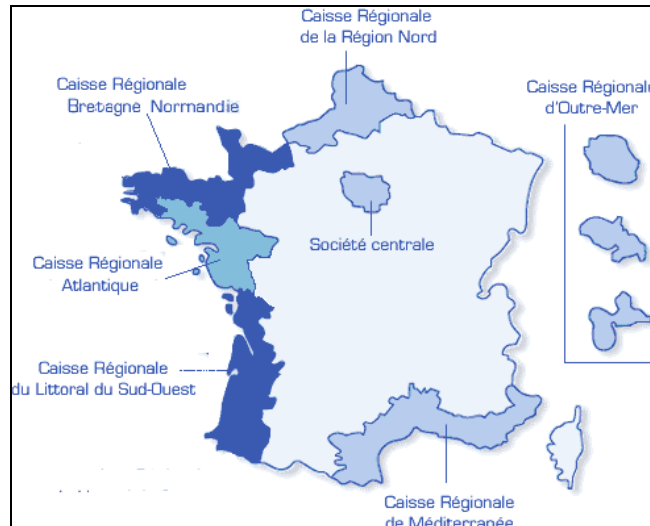 Caisse Régionale
de la Région Nord
Caisse Régionale
Bretagne Normandie
Caisse Régionale
d'Outre-Mer
Société centrale
Caisse Régionale
Atlantique
Caisse Régionale
du Littoral du Sud-Ouest
Caisse Régionale
de Méditerranée